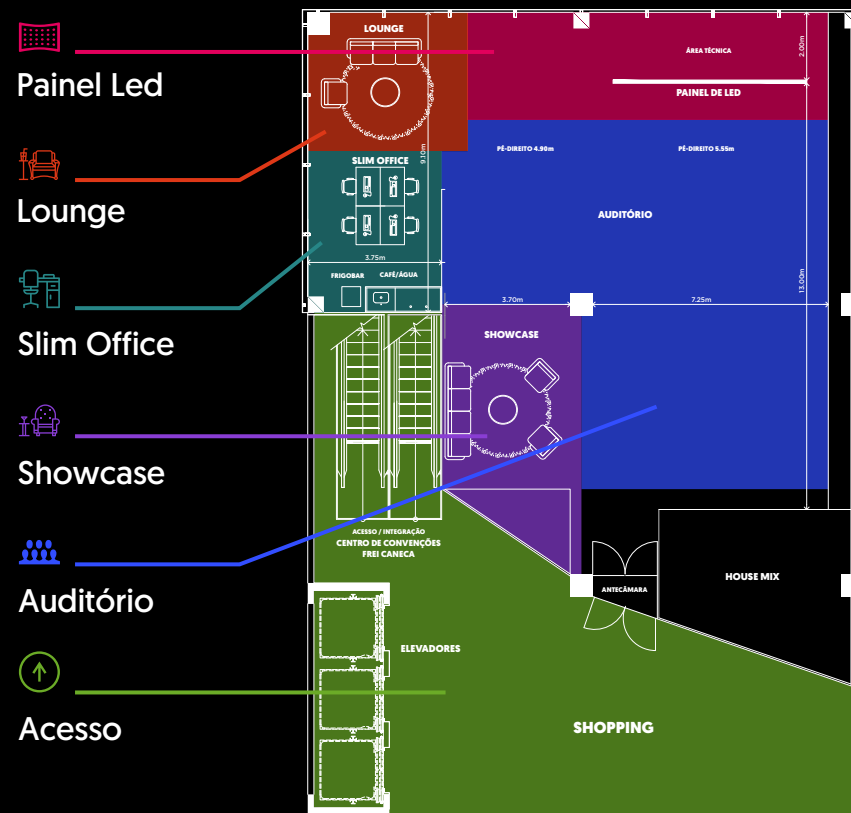 Painel Led
Lounge
Slim Office
Showcase
Auditório
Acesso
LOUNGE
ÁREA TÉCNICA
2.00m
PAINEL DE LED
PÉ-DIREITO 4.90m
PÉ-DIREITO 5.55m
9.10m
SLIM OFFICE
AUDITÓRIO
3.75m
FRIGOBAR
CAFÉ/ÁGUA
13.00m
3.70m
7.25m
SHOWCASE
ACESSO / INTEGRAÇÃO
CENTRO DE CONVENÇÕES
FREI CANECA
HOUSE MIX
ANTECÂMARA
ELEVADORES
SHOPPING